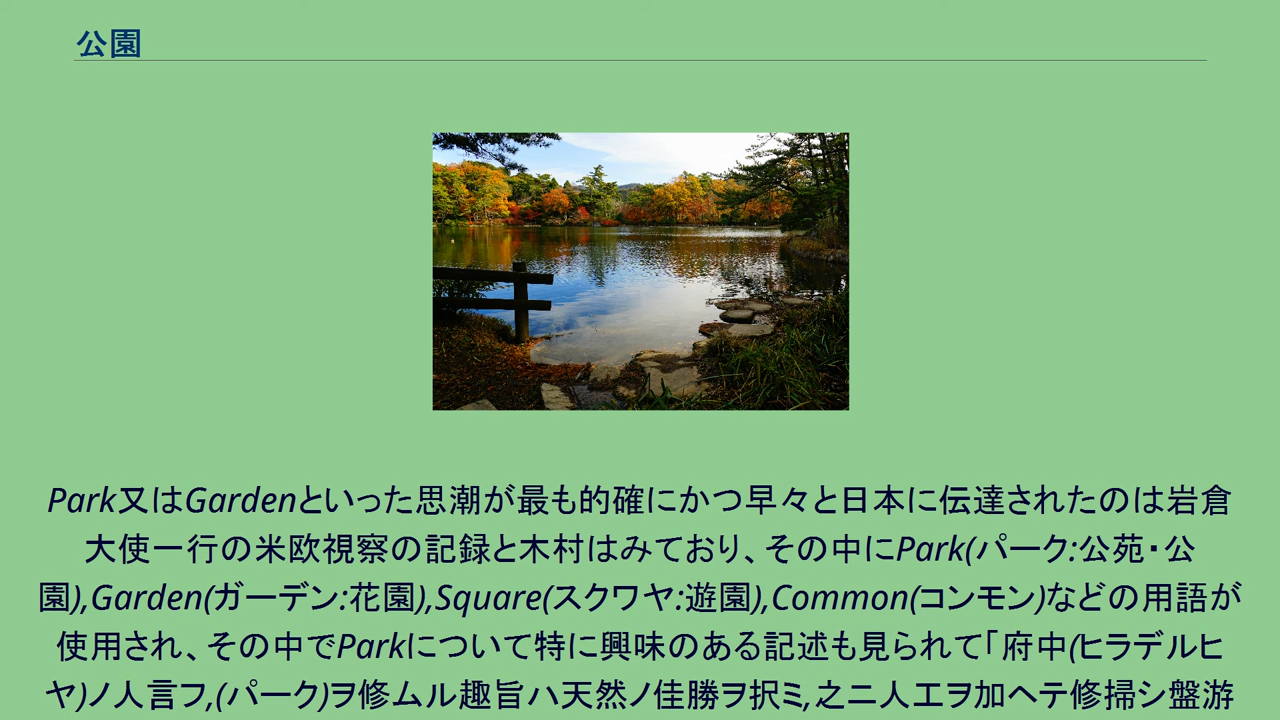 公園
Park又はGardenといった思潮が最も的確にかつ早々と日本に伝達されたのは岩倉
大使一行の米欧視察の記録と木村はみており、その中にPark(パーク:公苑・公
園),Garden(ガーデン:花園),Square(スクワヤ:遊園),Common(コンモン)などの用語が
使用され、その中でParkについて特に興味のある記述も見られて「府中(ヒラデルヒ
ヤ)ノ人言フ,(パーク)ヲ修ムル趣旨ハ天然ノ佳勝ヲ択ミ,之ニ人工ヲ加ヘテ修掃シ盤游